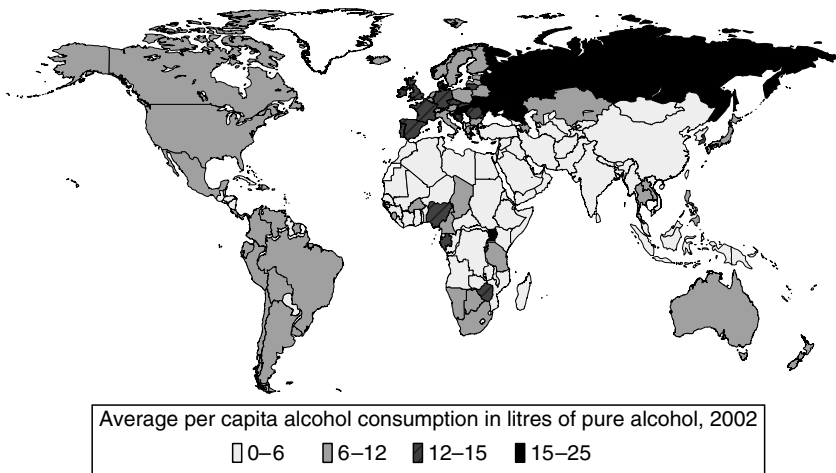 Average per capita alcohol consumption in litres of pure alcohol, 2002
0–6 6–12 12–15 15–25